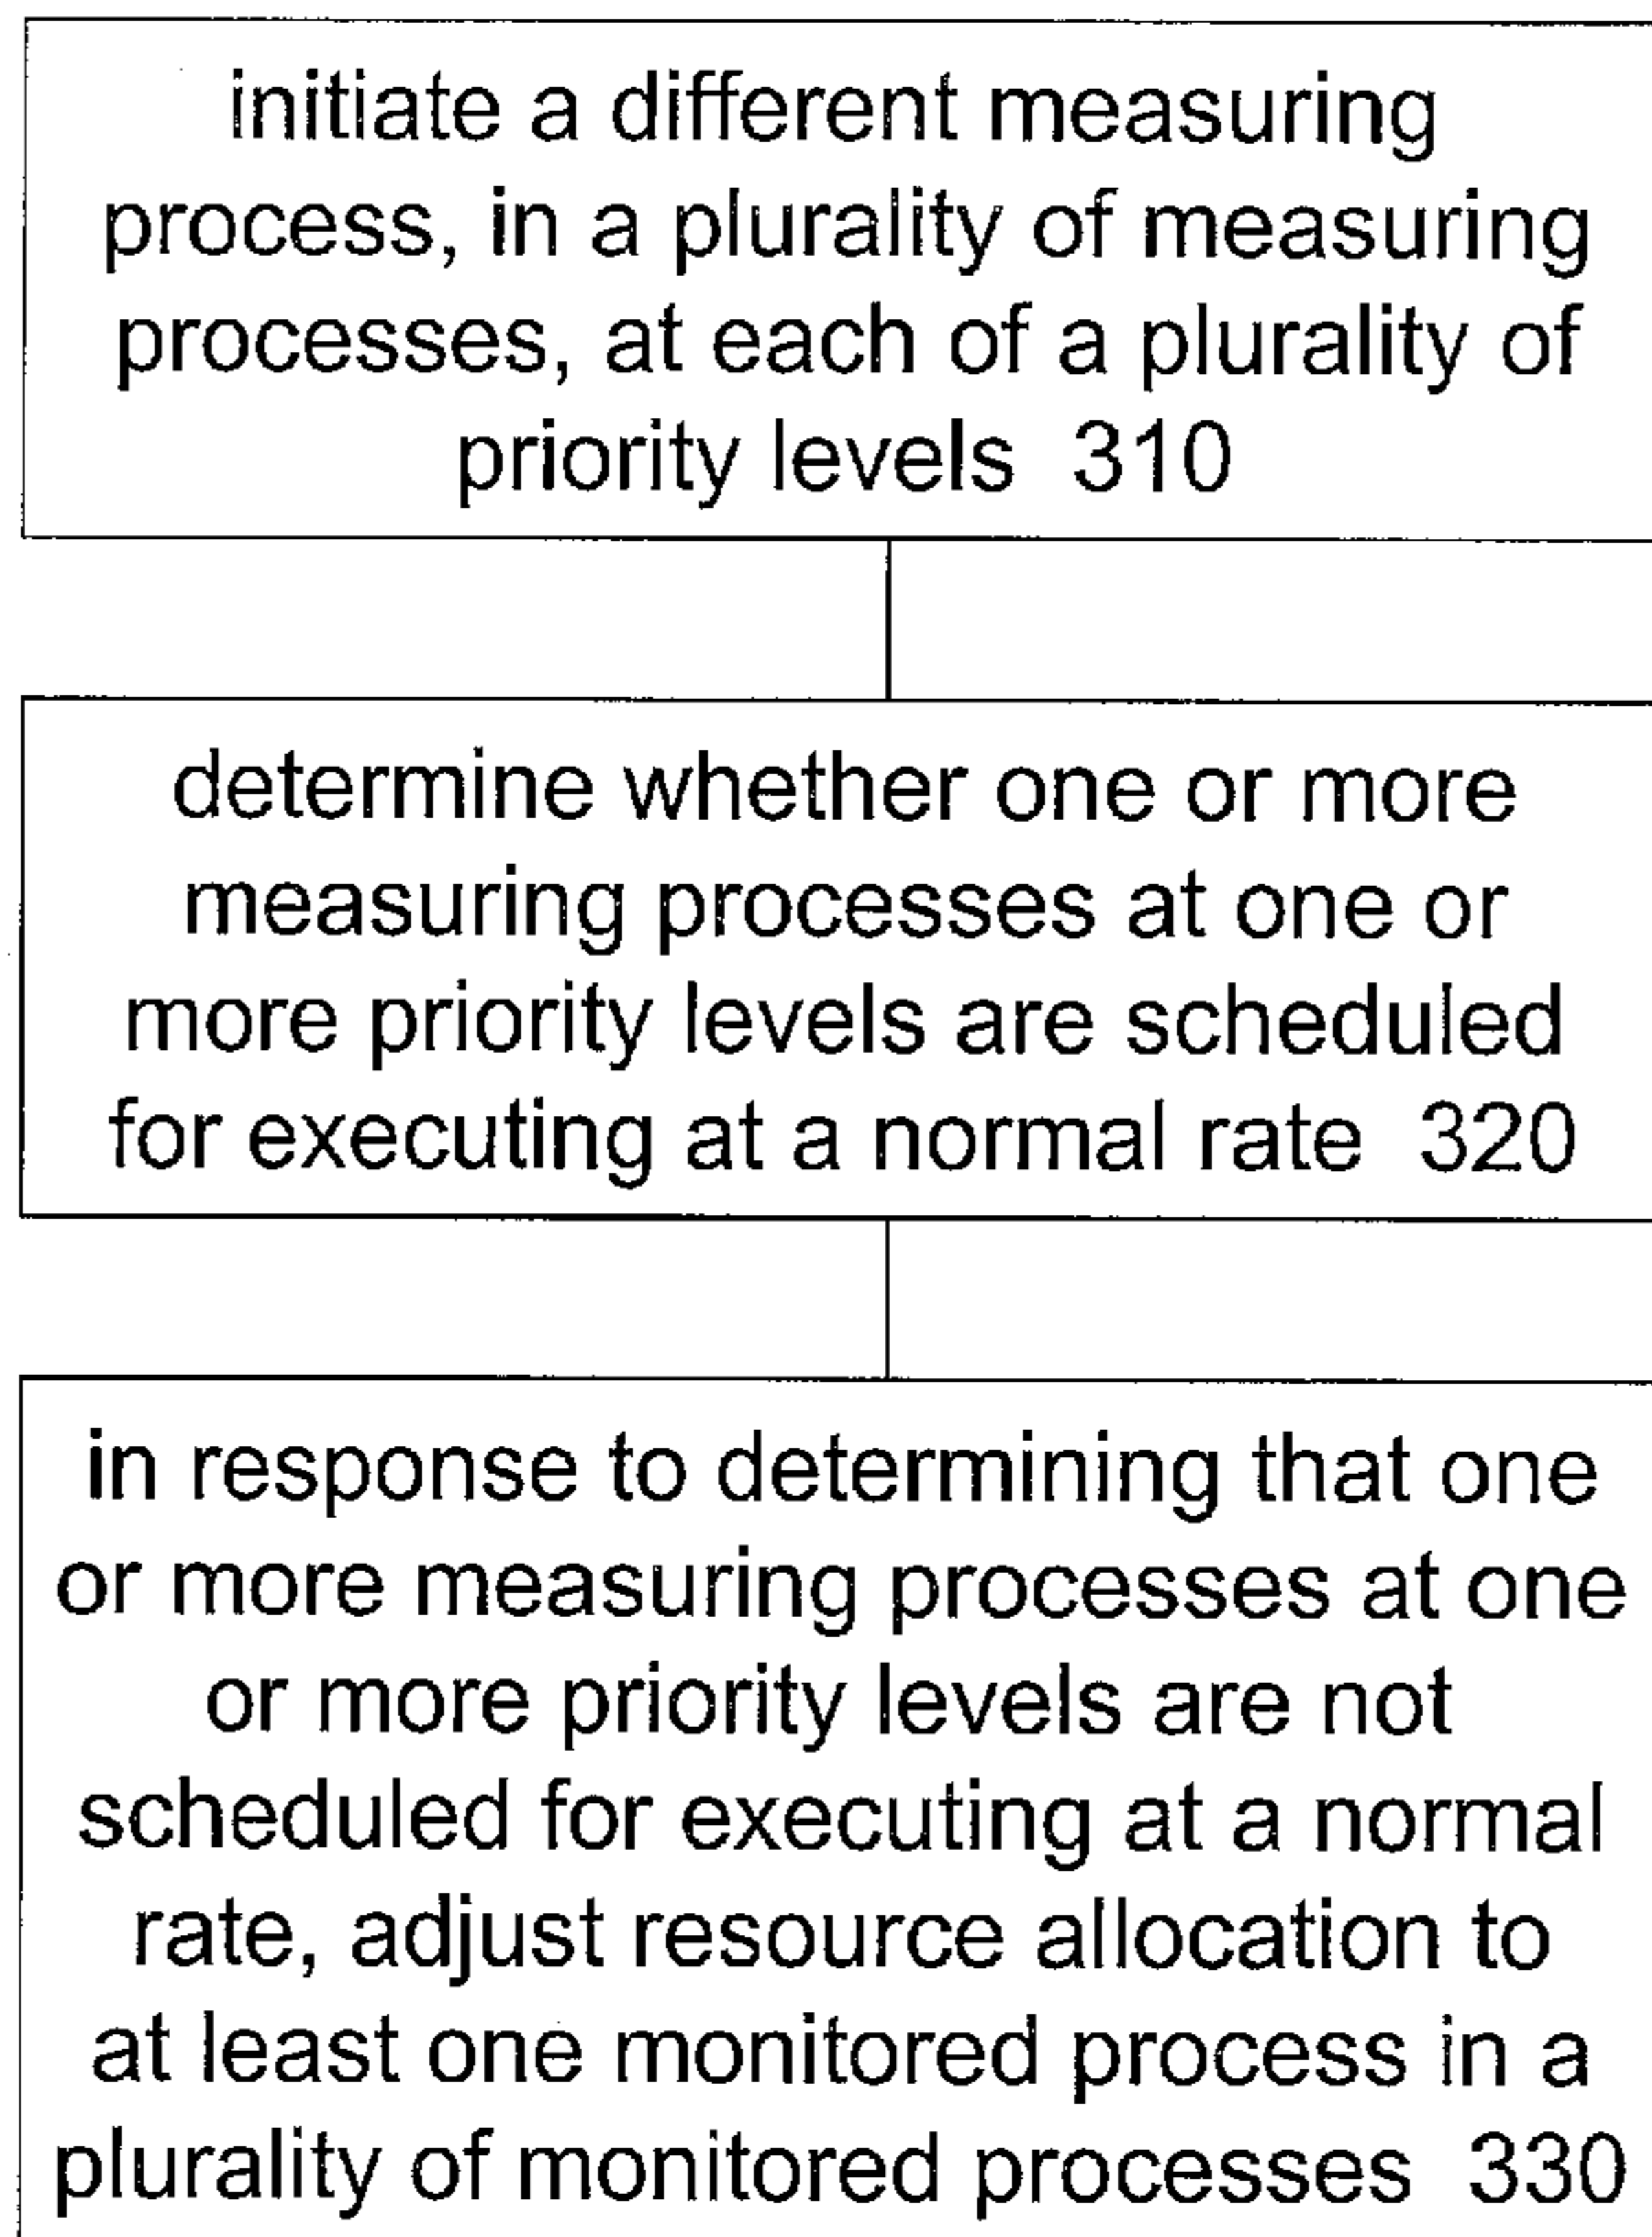 initiate a different measuring
process, in a plurality of measuring
processes, at each of a plurality of
priority levels 310
determine whether one or more
measuring processes at one or
more priority levels are scheduled
for executing at a normal rate 320
in response to determining that one
or more measuring processes at one
or more priority levels are not
scheduled for executing at a normal
rate, adjust resource allocation to
at least one monitored process in a
plurality of monitored processes 330